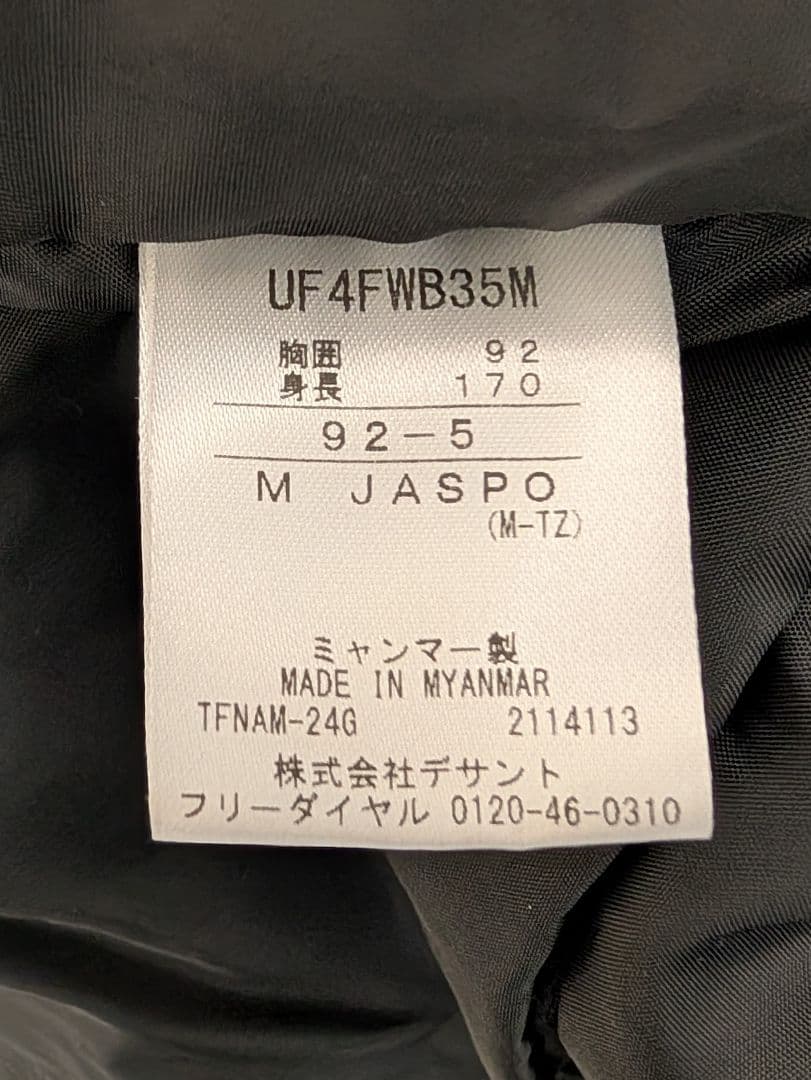 UF4FWB35M
胸囲 92
身長 170
92-5
M JASPO
(M-TZ)
ミャンマー製
MADE IN MYANMAR
TFNAM-24G 2114113
株式会社デサント
フリーダイヤル 0120-46-0310